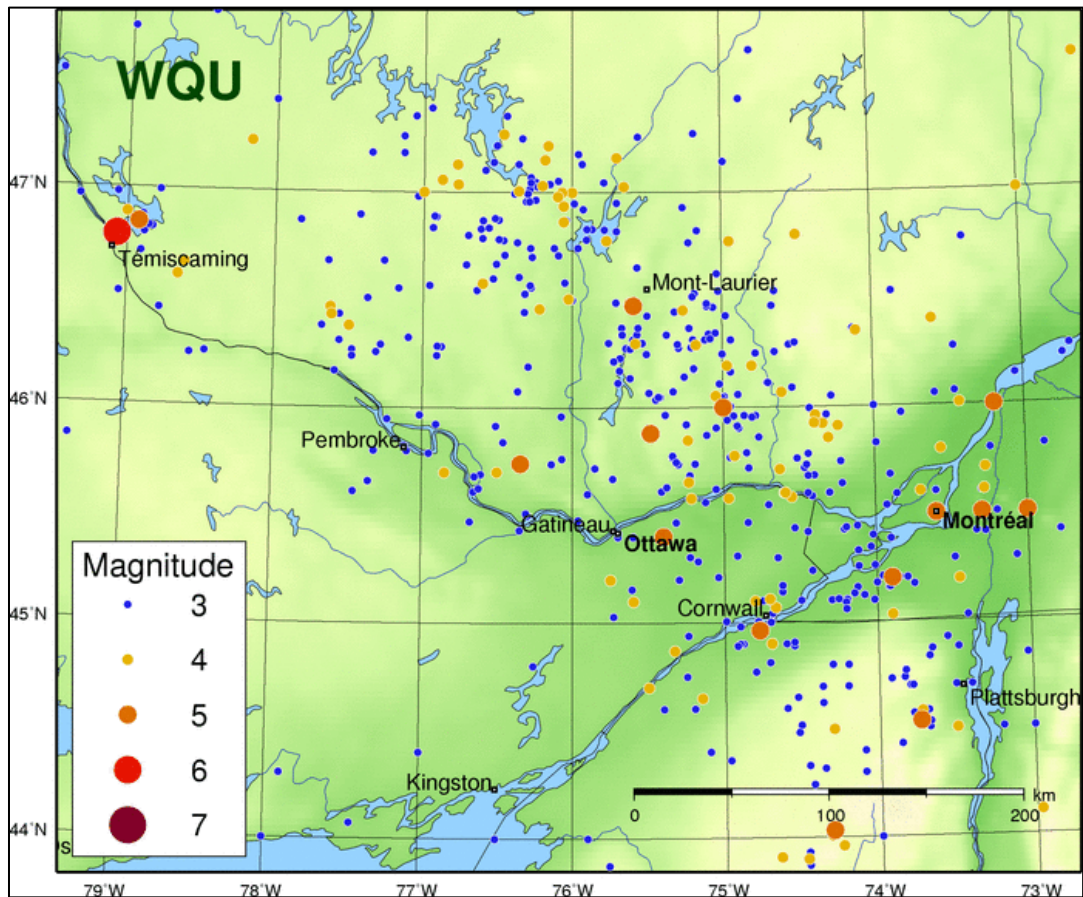 WQU
47°N
Témiscaming
Mont-Laurier
46°N
Pembroke
Gatineau
Ottawa
Montréal
Magnitude
3
4
5
6
7
45°N
Cornwall
Plattsburgh
Kingston
km
0 100 200
44°N
79°W 78°W 77°W 76°W 75°W 74°W 73°W